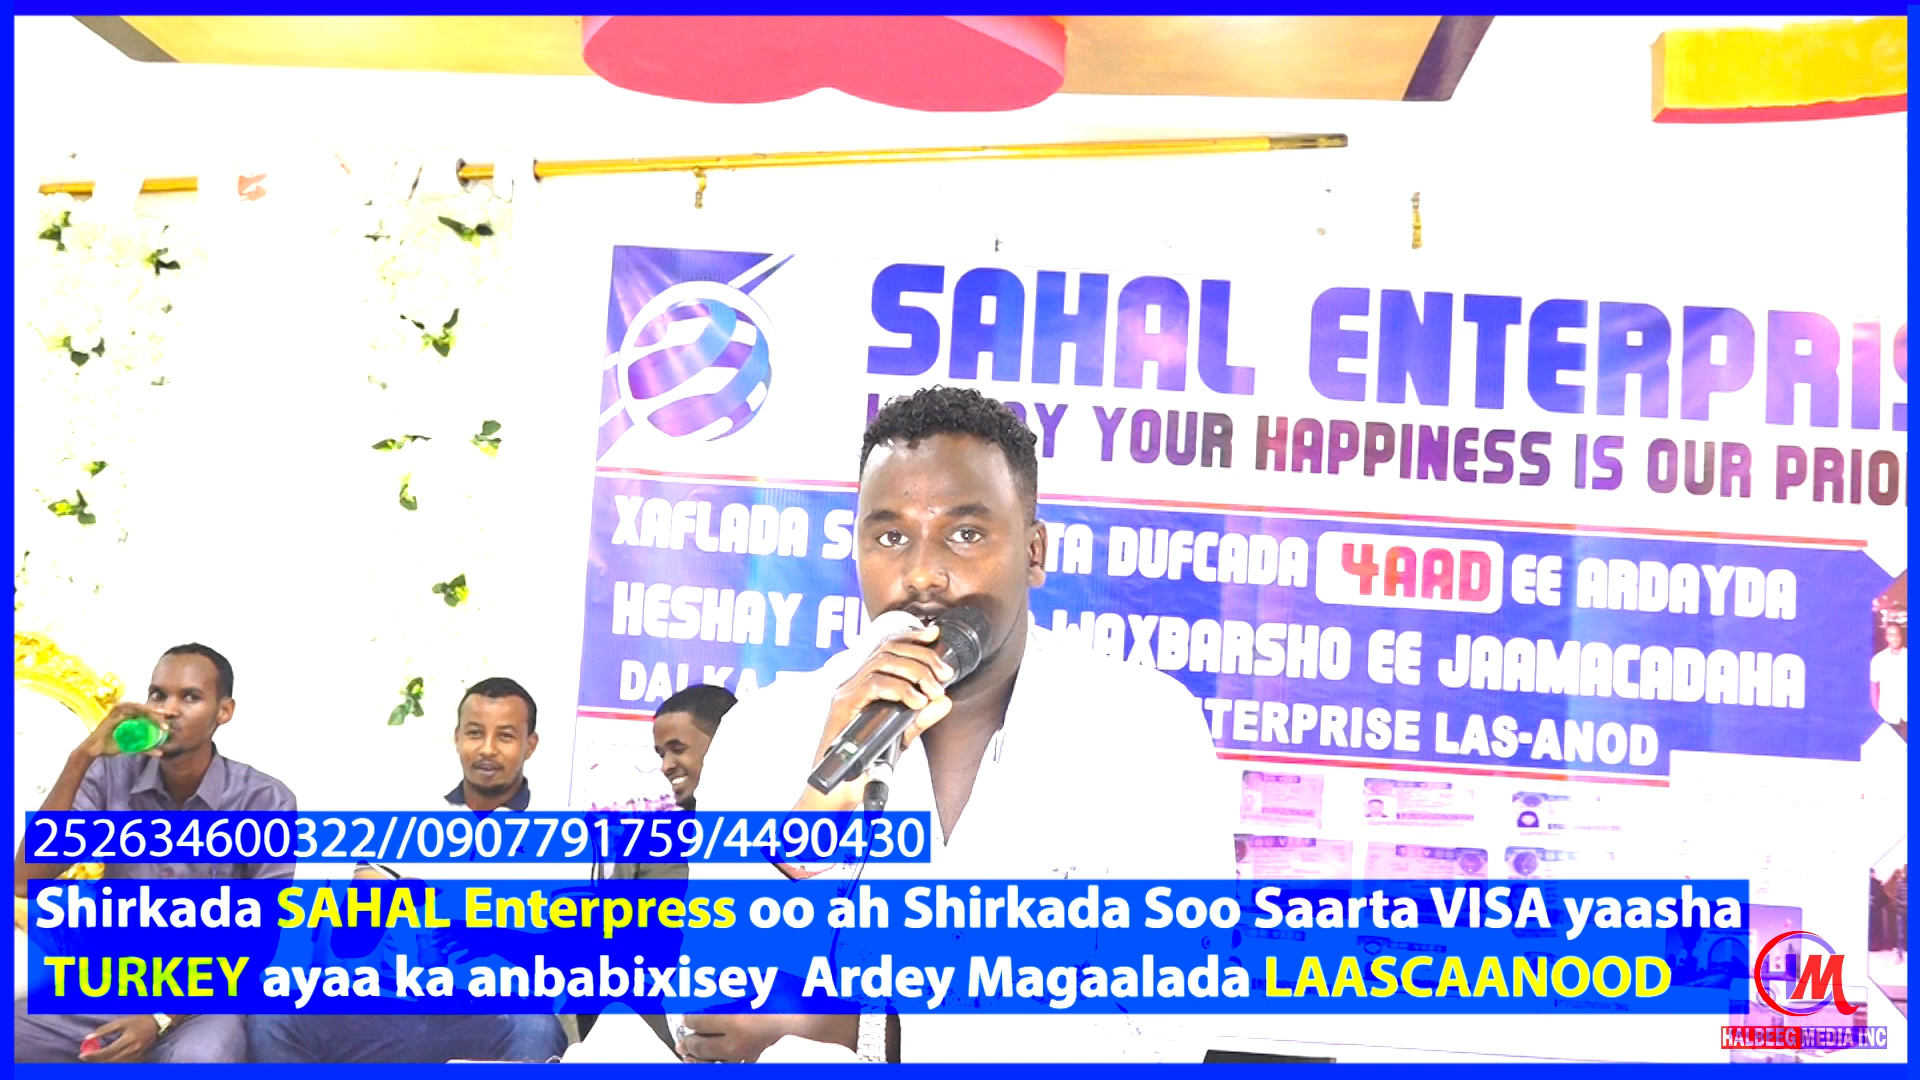 SAHAL ENTERPRIS
YOUR HAPPINESS IS OUR PRIO
XAFLADA DUFCADA 4AAD EE ARDAYDA
HESHAY WAXBARSHO EE JAAMACADAHA
LAS-ANOD
252634600322//0907791759/4490430
Shirkada SAHAL Enterpress oo ah Shirkada Soo Saarta VISA yaasha
TURKEY ayaa ka anbabixisey Ardey Magaalada LAASCAANOOD
M
HALBEEG MEDIA INC